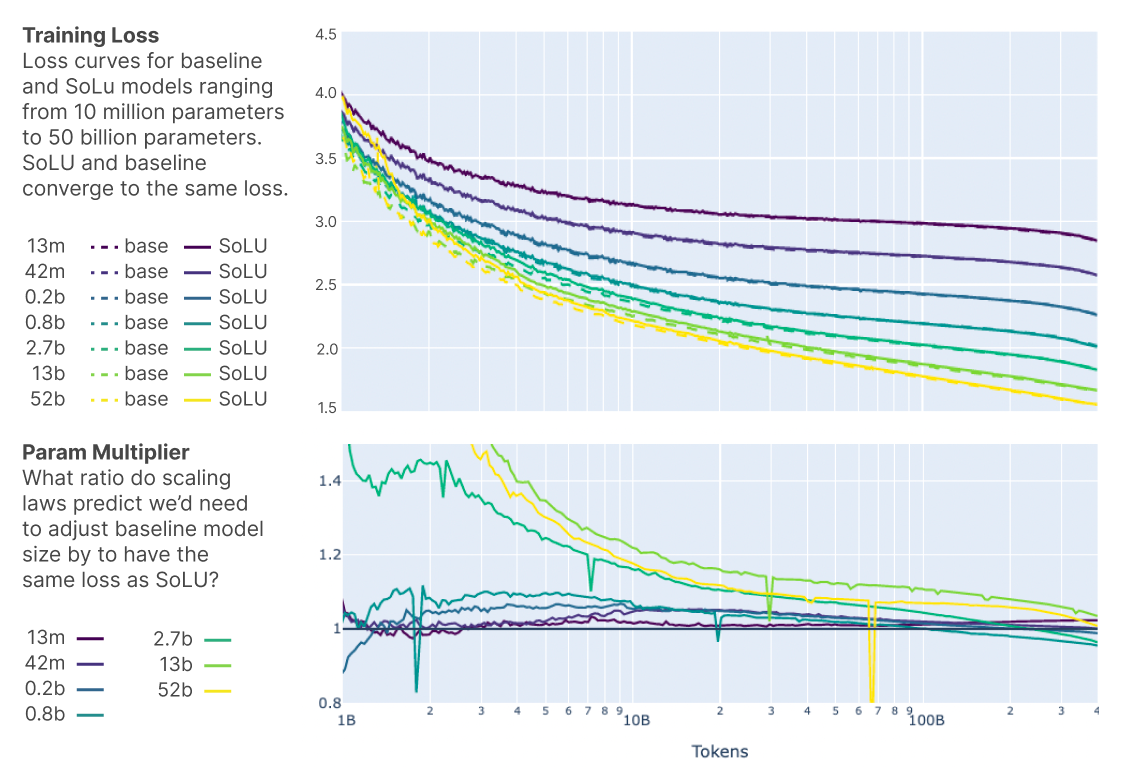 Training Loss
Loss curves for baseline
and SoLu models ranging
from 10 million parameters
to 50 billion parameters.
SoLU and baseline
converge to the same loss.
13m base SoLU
42m base SoLU
0.2b base SoLU
0.8b base SoLU
2.7b base SoLU
13b base SoLU
52b base SoLU
4.5
4.0
3.5
3.0
2.5
2.0
1.5
Param Multiplier
What ratio do scaling
laws predict we’d need
to adjust baseline model
size by to have the
same loss as SoLU?
13m 2.7b
42m 13b
0.2b 52b
0.8b
1.4
1.2
1
0.8
1B 2 3 4 5 6 7 8 9 10B 2 3 4 5 6 7 8 9 100B 2 3 4
Tokens